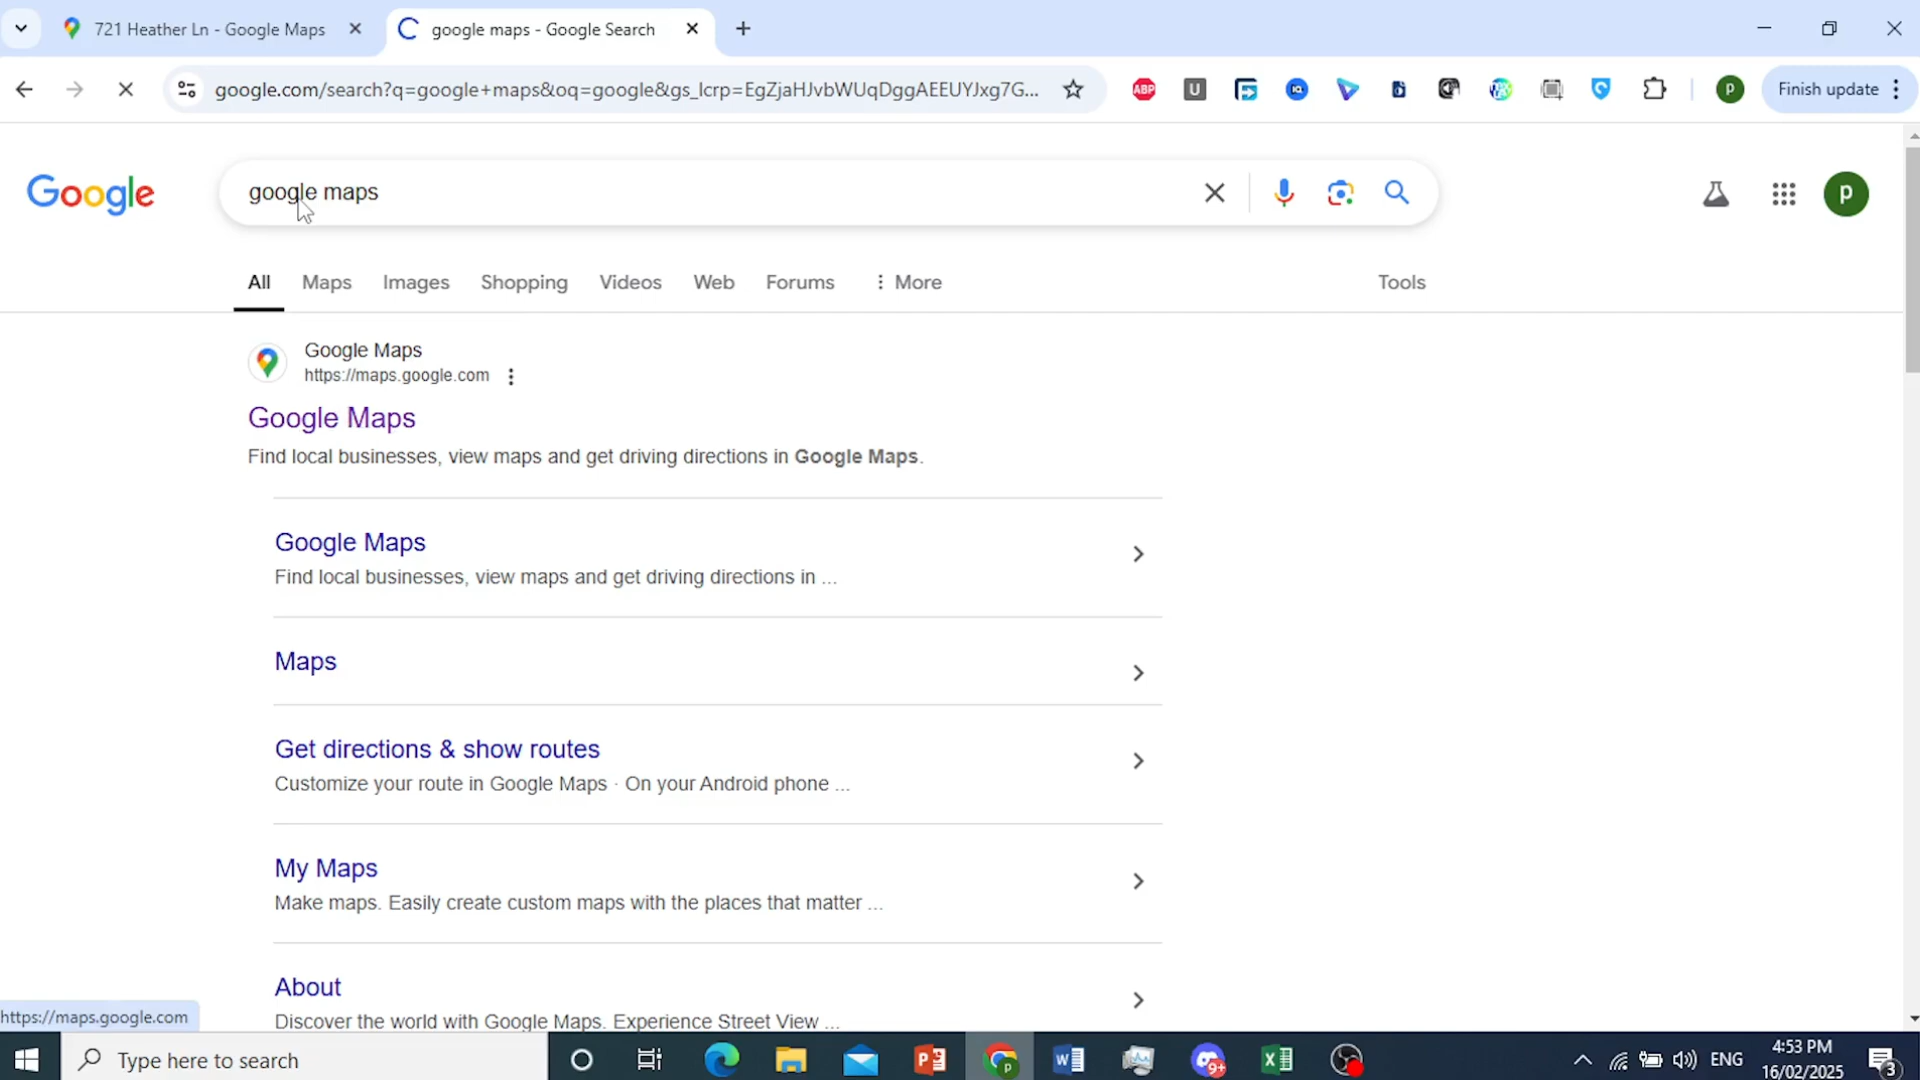 721 Heather Ln - Google Maps
google maps - Google Search
google.com/search?q=google+maps&oq=google&gs_lcrp=EgZjaHJvbWUqDggAEEUYJxg7G...
ABP
U
IQ
p
Finish update
Google
google maps
p
All
Maps
Images
Shopping
Videos
Web
Forums
More
Tools
Google Maps
https://maps.google.com
Google Maps
Find local businesses, view maps and get driving directions in Google Maps.
Google Maps
Find local businesses, view maps and get driving directions in ...
Maps
Get directions & show routes
Customize your route in Google Maps · On your Android phone ...
My Maps
Make maps. Easily create custom maps with the places that matter ...
About
Discover the world with Google Maps. Experience Street View ...
https://maps.google.com
Type here to search
9+
ENG
4:53 PM
16/02/2025
3